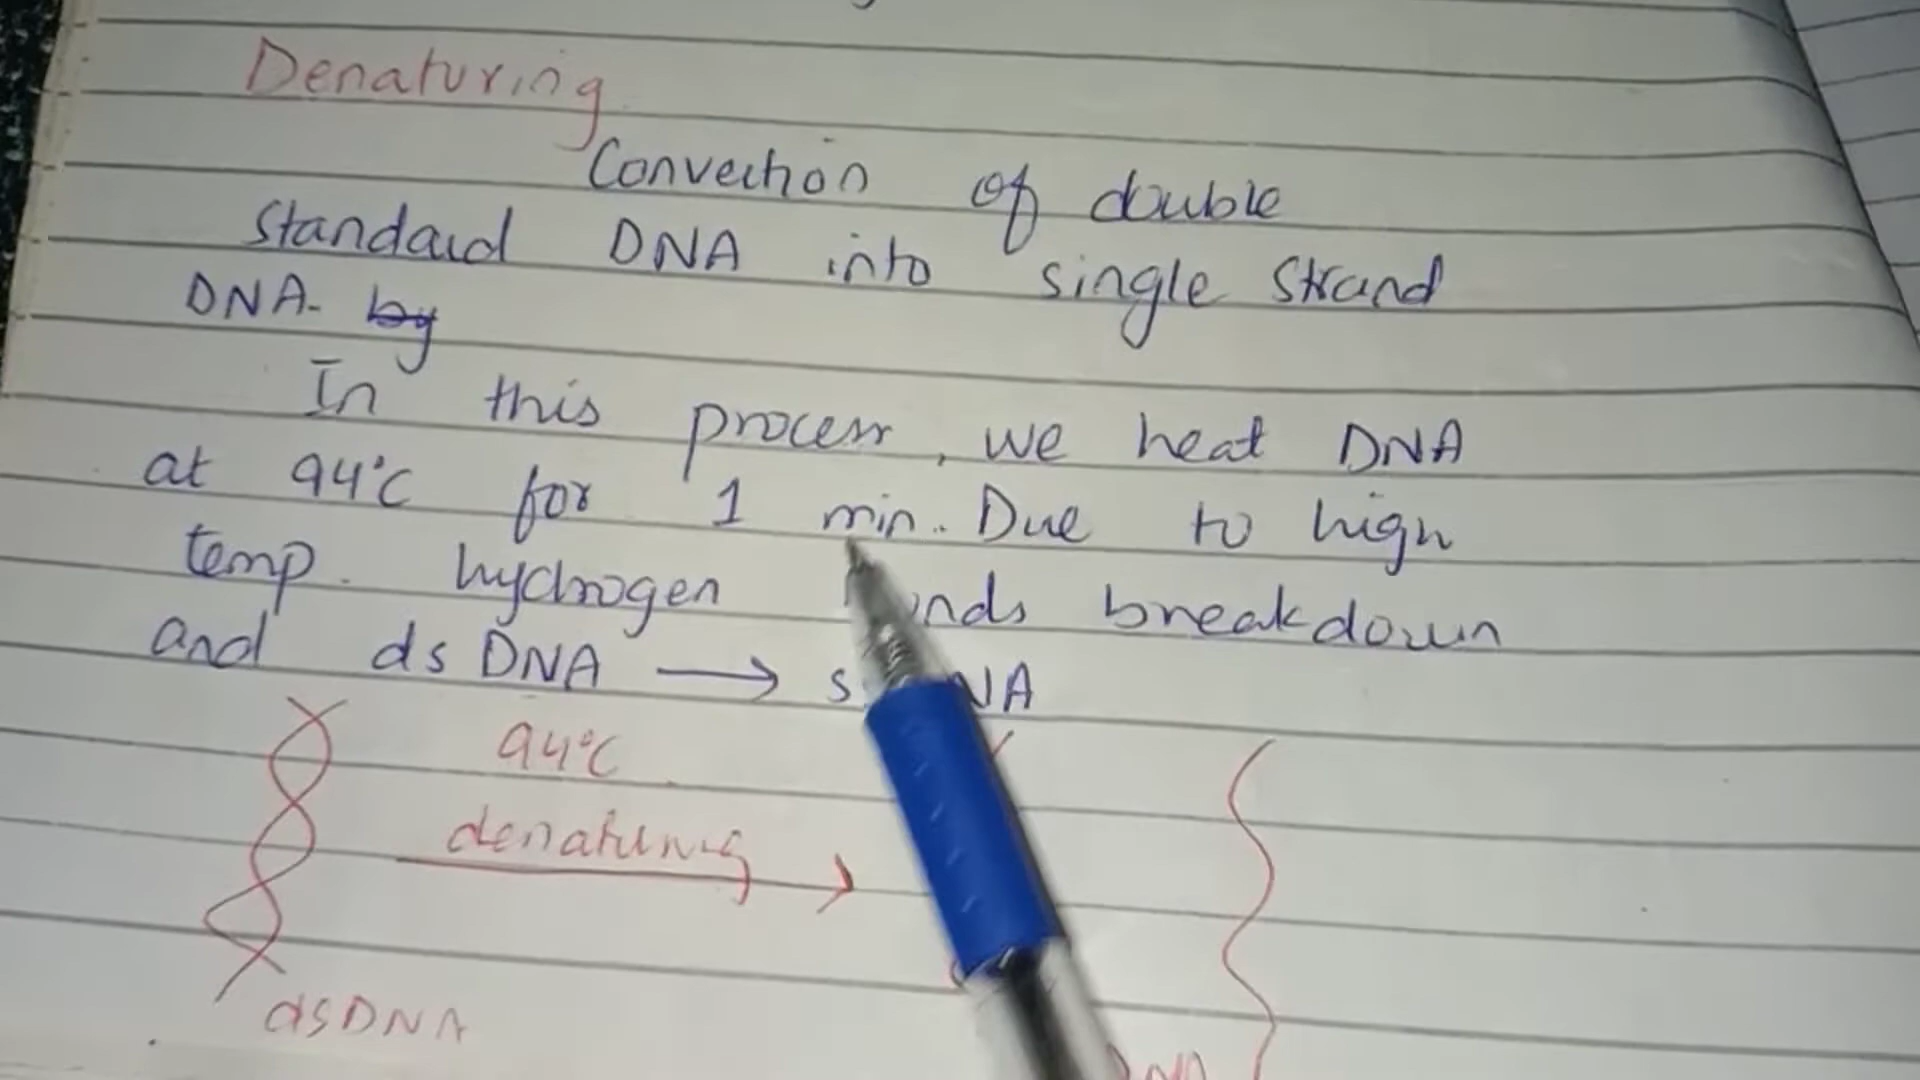 Denaturing
Convection of double
Standard DNA into single Strand
DNA. by
In this process, we heat DNA
at 94°C for 1 min. Due to high
temp. hydrogen breakdown
and ds DNA →
94°C
denaturing
dsDNA